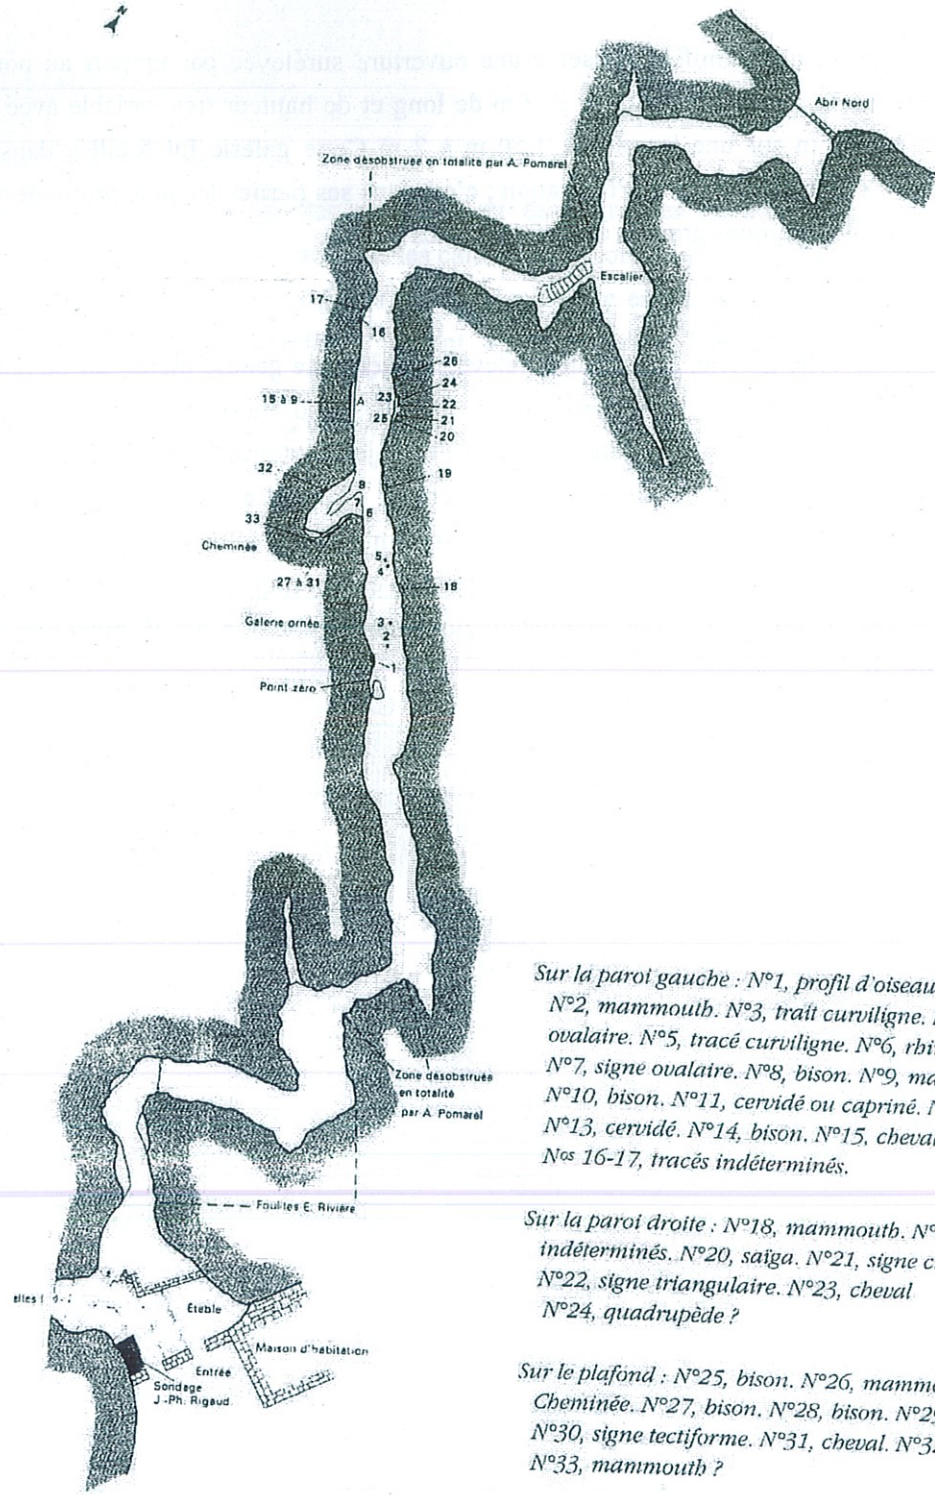 N
Abri Nord
Zone désobstruée en totalité par A. Pomarel
Escalier
17
16
26
24
15 à 9
A
23
22
25
21
20
32
19
8
7
6
33
Cheminée
5
4
27 à 31
18
Galerie ornée
3
2
1
Point zéro
Sur la paroi gauche : N°1, profil d'oiseau
N°2, mammouth. N°3, trait curviligne.
ovalaire. N°5, tracé curviligne. N°6,
N°7, signe ovalaire. N°8, bison. N°9,
N°10, bison. N°11, cervidé ou capriné.
N°13, cervidé. N°14, bison. N°15, cheval
Nos 16-17, tracés indéterminés.
Zone désobstruée
en totalité
par A. Pomarel
Fouilles E. Rivière
Sur la paroi droite : N°18, mammouth.
indéterminés. N°20, saïga. N°21, signe
N°22, signe triangulaire. N°23, cheval
N°24, quadrupède ?
Étable
Maison d'habitation
Entrée
Sondage
J.-Ph. Rigaud
Sur le plafond : N°25, bison. N°26,
Cheminée. N°27, bison. N°28, bison.
N°30, signe tectiforme. N°31, cheval.
N°33, mammouth ?